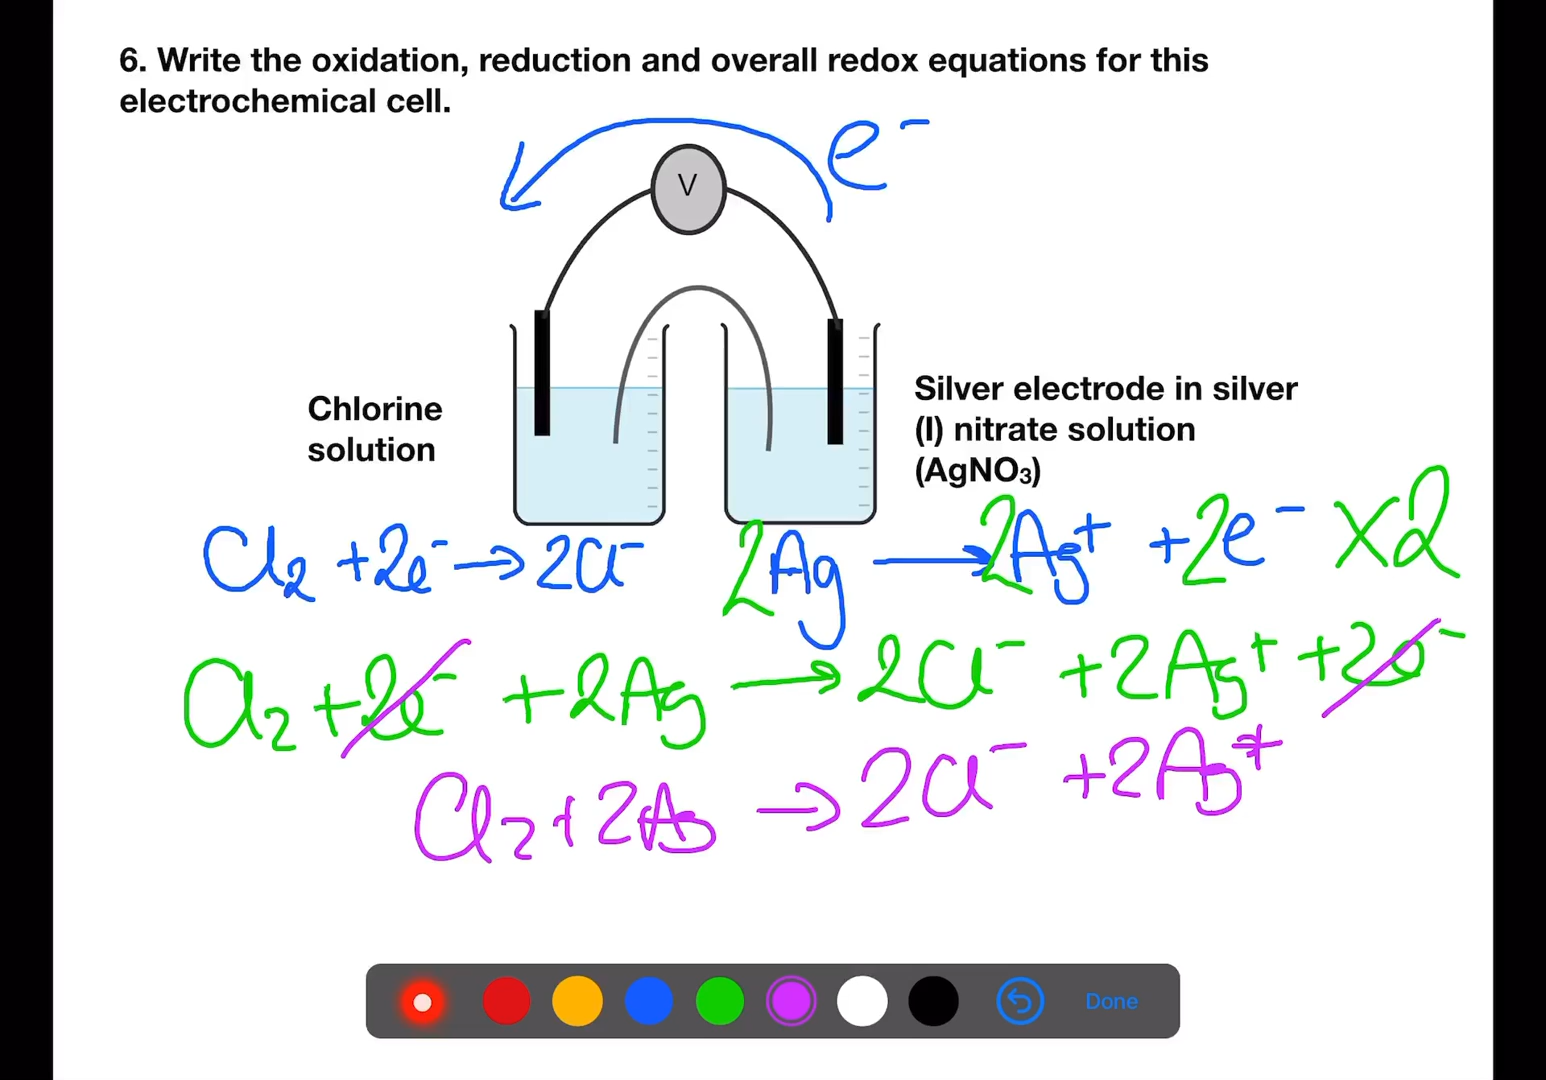 6. Write the oxidation, reduction and overall redox equations for this
electrochemical cell.
e⁻
V
Chlorine
solution
Silver electrode in silver
(I) nitrate solution
(AgNO₃)
Cl₂ + 2e⁻ → 2Cl⁻
2Ag → 2Ag⁺ + 2e⁻ x2
Cl₂ + 2e⁻ + 2Ag → 2Cl⁻ + 2Ag⁺ + 2e⁻
Cl₂ + 2Ag → 2Cl⁻ + 2Ag⁺
Done